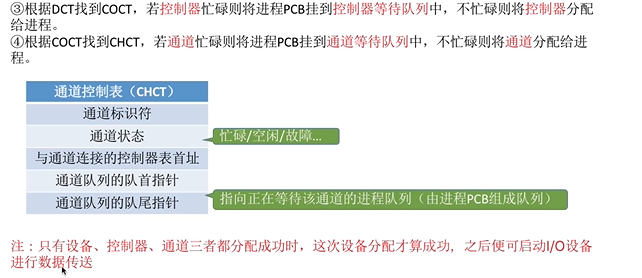 ③根据DCT找到COCT，若控制器忙碌则将进程PCB挂到控制器等待队列中，不忙碌则将控制器分配
给进程。
④根据COCT找到CHCT，若通道忙碌则将进程PCB挂到通道等待队列中，不忙碌则将通道分配给进
程。
通道控制表（CHCT）
通道标识符
通道状态
忙碌/空闲/故障...
与通道连接的控制器表首址
通道队列的队首指针
通道队列的队尾指针
指向正在等待该通道的进程队列（由进程PCB组成队列）
注：只有设备、控制器、通道三者都分配成功时，这次设备分配才算成功，之后便可启动I/O设备
进行数据传送